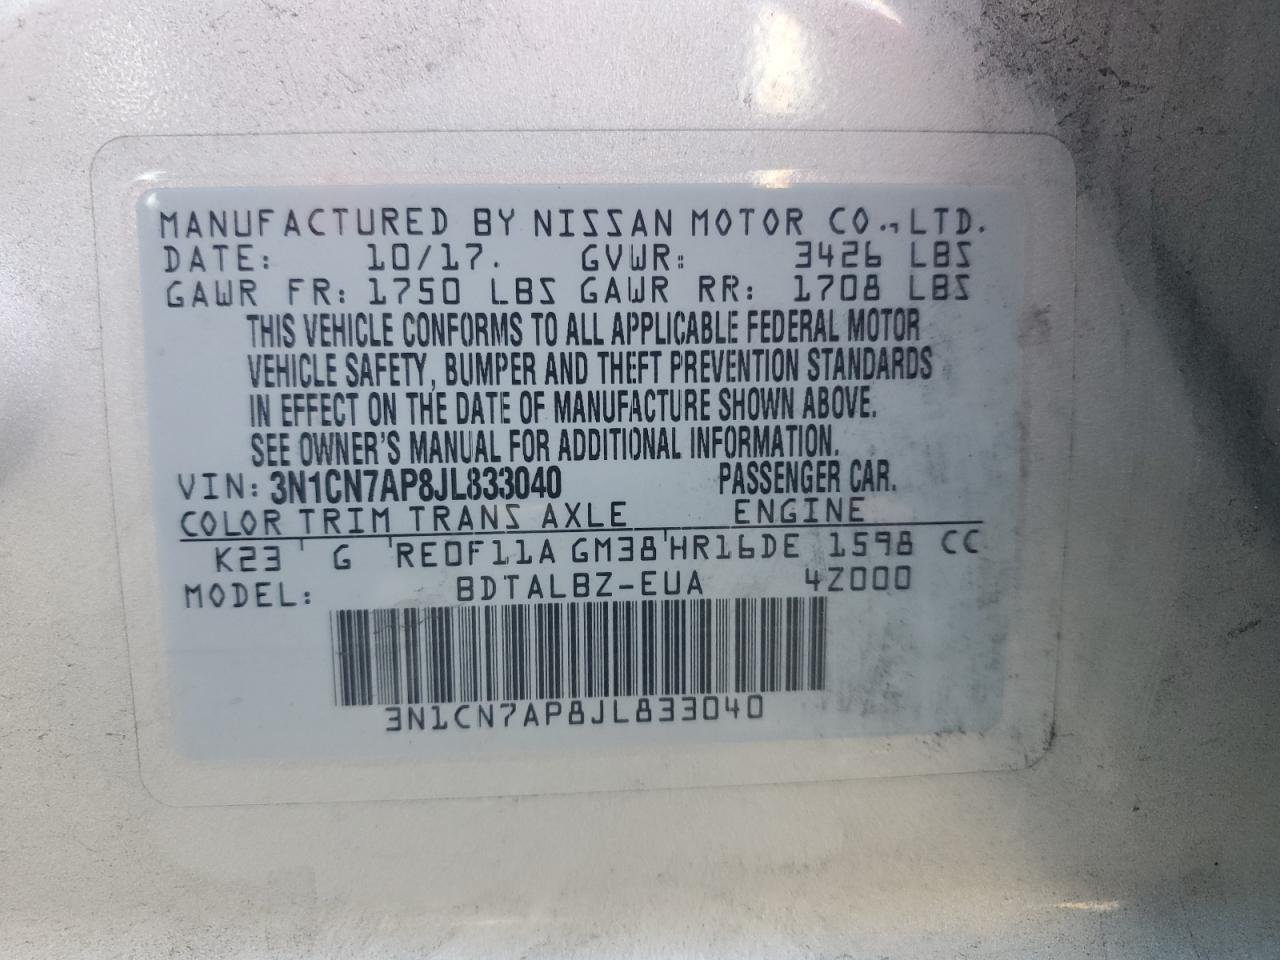 MANUFACTURED BY NISSAN MOTOR CO., LTD.
DATE: 10/17. GVWR: 3426 LBS
GAWR FR: 1750 LBS GAWR RR: 1708 LBS
THIS VEHICLE CONFORMS TO ALL APPLICABLE FEDERAL MOTOR
VEHICLE SAFETY, BUMPER AND THEFT PREVENTION STANDARDS
IN EFFECT ON THE DATE OF MANUFACTURE SHOWN ABOVE.
SEE OWNER'S MANUAL FOR ADDITIONAL INFORMATION.
VIN: 3N1CN7AP8JL833040 PASSENGER CAR.
COLOR TRIM TRANS AXLE ENGINE
K23 G RE0F11A GM38 HR16DE 1598 CC
MODEL: BDTALBZ-EUA 4Z000
3N1CN7AP8JL833040